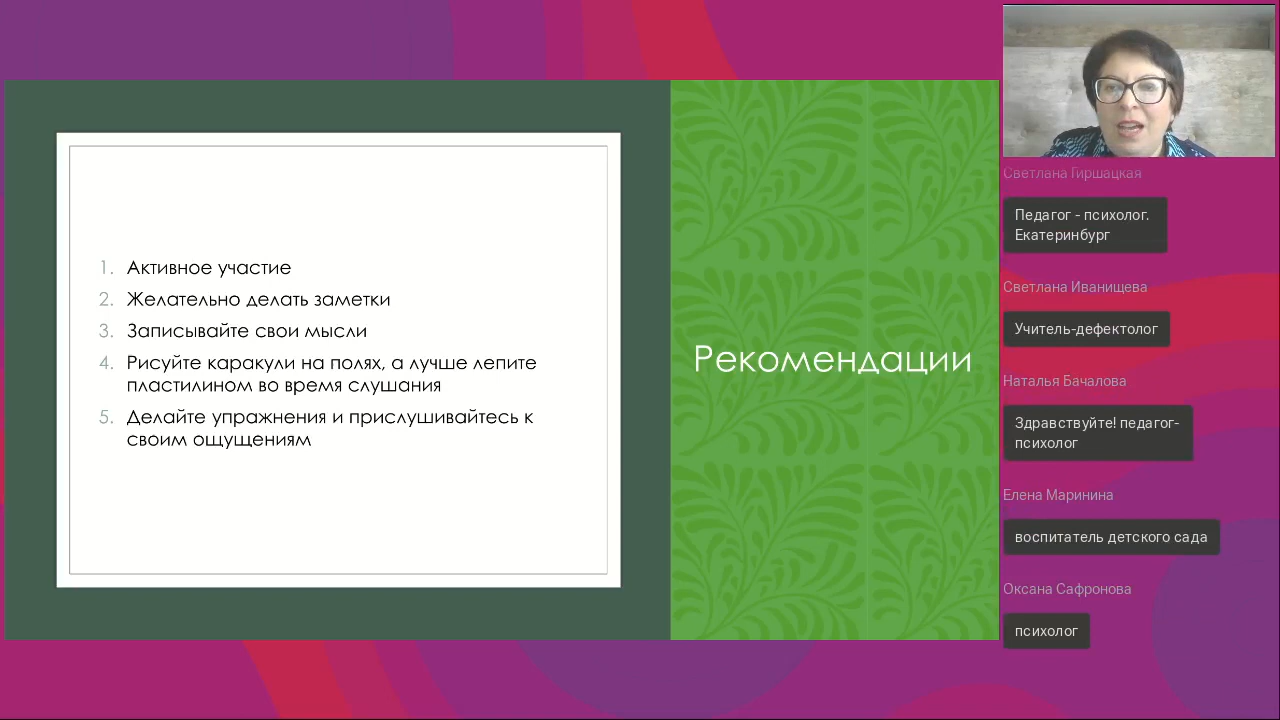 1. Активное участие
2. Желательно делать заметки
3. Записывайте свои мысли
4. Рисуйте каракули на полях, а лучше лепите
пластилином во время слушания
5. Делайте упражнения и прислушивайтесь к
своим ощущениям
Рекомендации
Светлана Гиршацкая
Педагог - психолог.
Екатеринбург
Светлана Иванищева
Учитель-дефектолог
Наталья Бачалова
Здравствуйте! педагог-
психолог
Елена Маринина
воспитатель детского сада
Оксана Сафронова
психолог